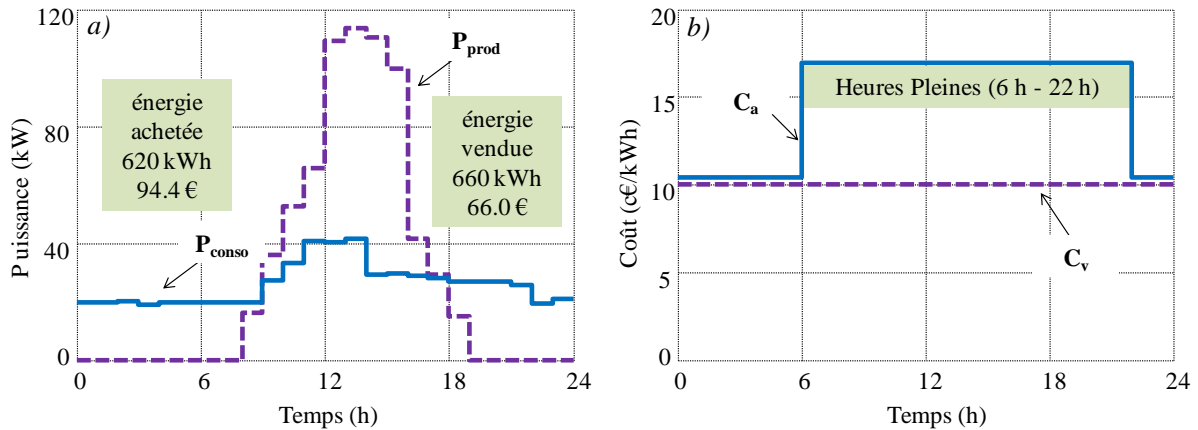 a)
Puissance (kW)
120
80
40
0
énergie
achetée
620 kWh
94.4 €
P_conso
P_prod
énergie
vendue
660 kWh
66.0 €
0 6 12 18 24
Temps (h)
b)
Coût (c€/kWh)
20
15
10
5
0
C_a
Heures Pleines (6 h - 22 h)
C_v
0 6 12 18 24
Temps (h)